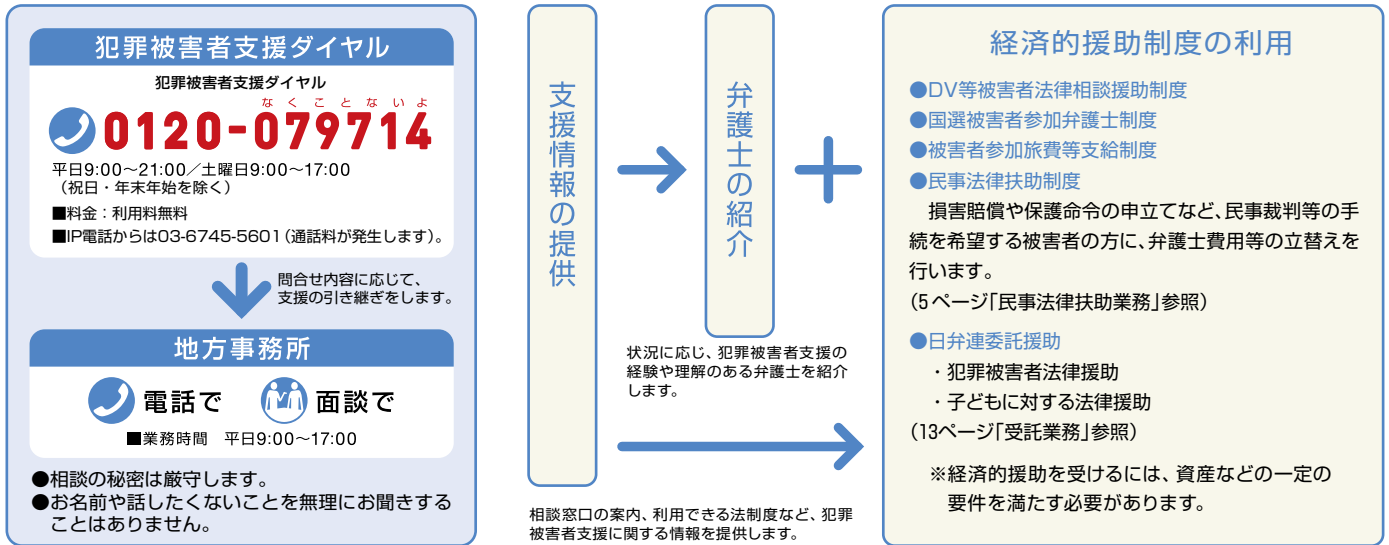 犯罪被害者支援ダイヤル
犯罪被害者支援ダイヤル
なくことないよ
0120-079714
平日9:00〜21:00／土曜日9:00〜17:00
（祝日・年末年始を除く）
■料金：利用料無料
■IP電話からは03-6745-5601（通話料が発生します）。
問合せ内容に応じて、
支援の引き継ぎをします。
地方事務所
電話で
面談で
■業務時間　平日9:00〜17:00
●相談の秘密は厳守します。
●お名前や話したくないことを無理にお聞きする
ことはありません。
支援情報の提供
相談窓口の案内、利用できる法制度など、犯罪
被害者支援に関する情報を提供します。
弁護士の紹介
状況に応じ、犯罪被害者支援の
経験や理解のある弁護士を紹介
します。
経済的援助制度の利用
●DV等被害者法律相談援助制度
●国選被害者参加弁護士制度
●被害者参加旅費等支給制度
●民事法律扶助制度
損害賠償や保護命令の申立てなど、民事裁判等の手
続を希望する被害者の方に、弁護士費用等の立替えを
行います。
（5ページ「民事法律扶助業務」参照）
●日弁連委託援助
・犯罪被害者法律援助
・子どもに対する法律援助
（13ページ「受託業務」参照）
※経済的援助を受けるには、資産などの一定の
要件を満たす必要があります。